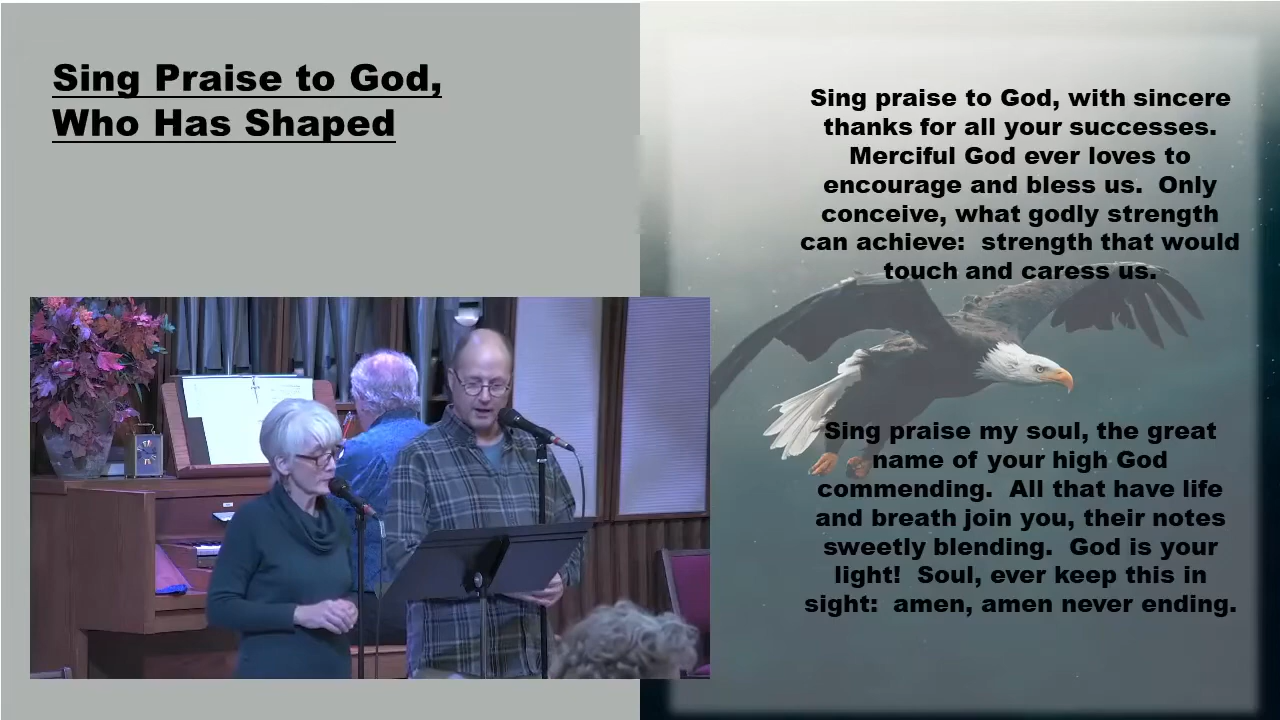 Sing Praise to God,
Who Has Shaped
Sing praise to God, with sincere
thanks for all your successes.
Merciful God ever loves to
encourage and bless us.  Only
conceive, what godly strength
can achieve:  strength that would
touch and caress us.
Sing praise my soul, the great
name of your high God
commending.  All that have life
and breath join you, their notes
sweetly blending.  God is your
light!  Soul, ever keep this in
sight:  amen, amen never ending.